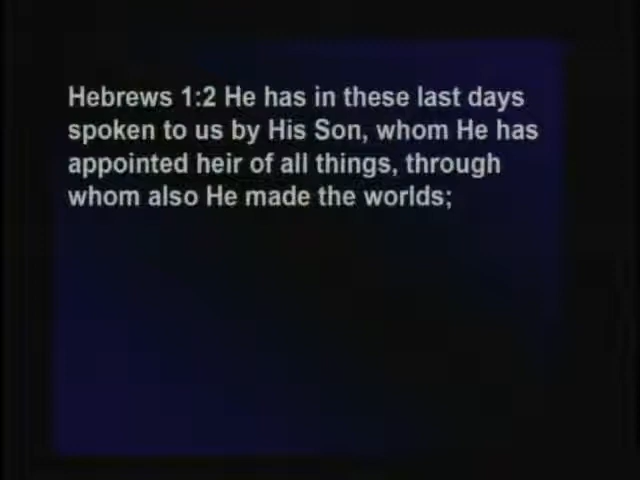 Hebrews 1:2 He has in these last days
spoken to us by His Son, whom He has
appointed heir of all things, through
whom also He made the worlds;